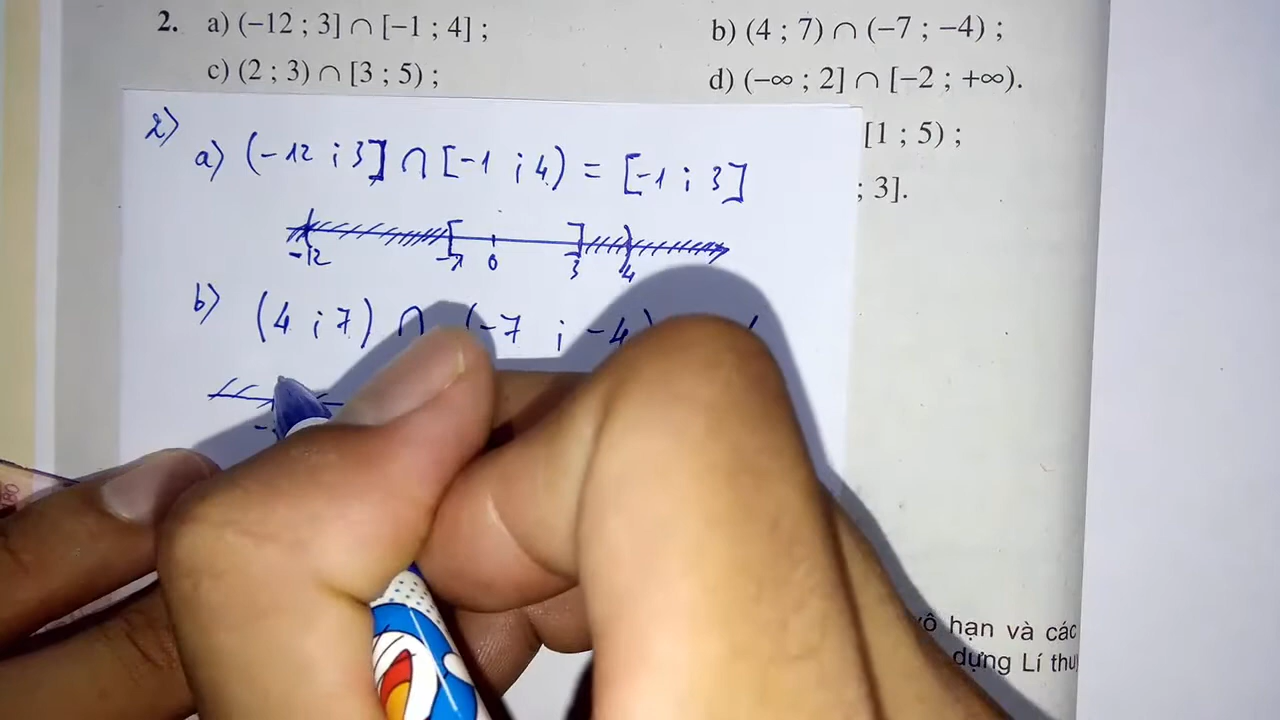 2. a) (−12 ; 3] ∩ [−1 ; 4] ; b) (4 ; 7) ∩ (−7 ; −4) ;
c) (2 ; 3) ∩ [3 ; 5) ; d) (−∞ ; 2] ∩ [−2 ; +∞).
[1 ; 5) ;
; 3].
2)
a) (-12 ; 3] ∩ [-1 ; 4) = [-1 ; 3]
-12 -1 0 3 4
b) (4 ; 7) ∩ (-7 ; -4)
hạn và các
dựng Lí